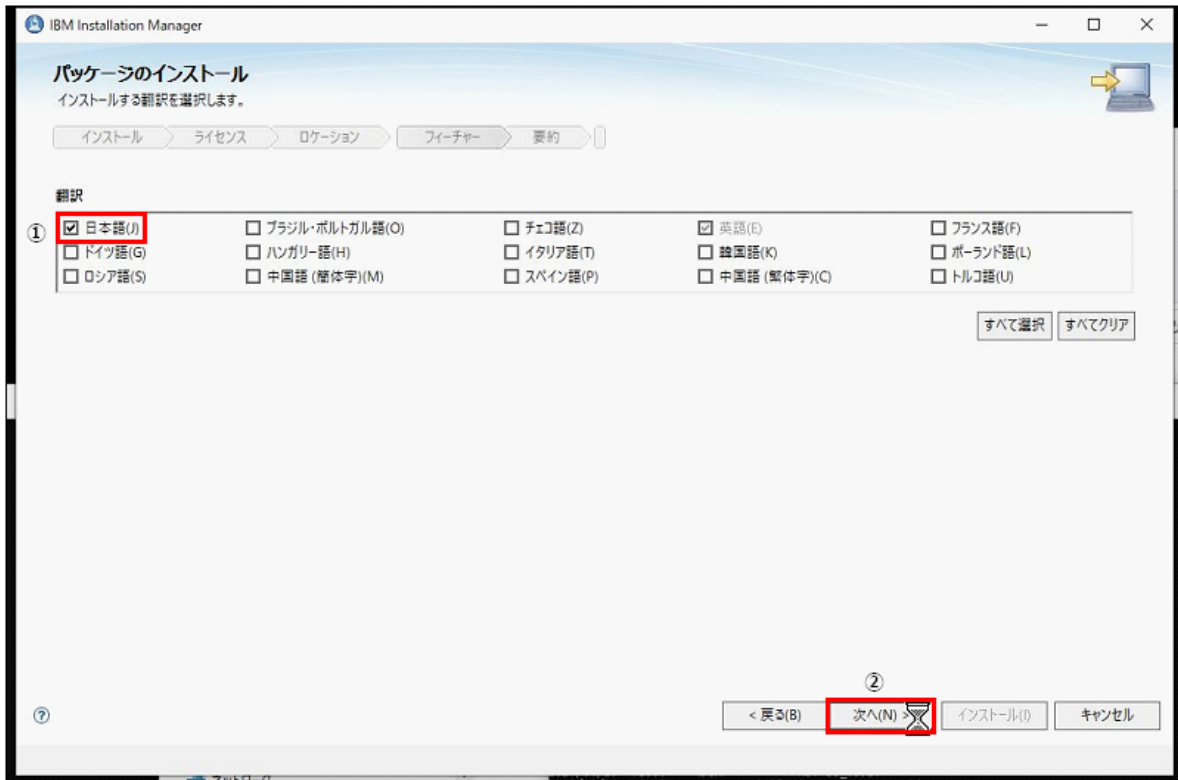 IBM Installation Manager
パッケージのインストール
インストールする翻訳を選択します。
インストール ライセンス ロケーション フィーチャー 要約
翻訳
① 日本語(J) ブラジル・ポルトガル語(O) チェコ語(Z) 英語(E) フランス語(F)
ドイツ語(G) ハンガリー語(H) イタリア語(T) 韓国語(K) ポーランド語(L)
ロシア語(S) 中国語 (簡体字)(M) スペイン語(P) 中国語 (繁体字)(C) トルコ語(U)
すべて選択 すべてクリア
②
< 戻る(B) 次へ(N) > インストール(I) キャンセル